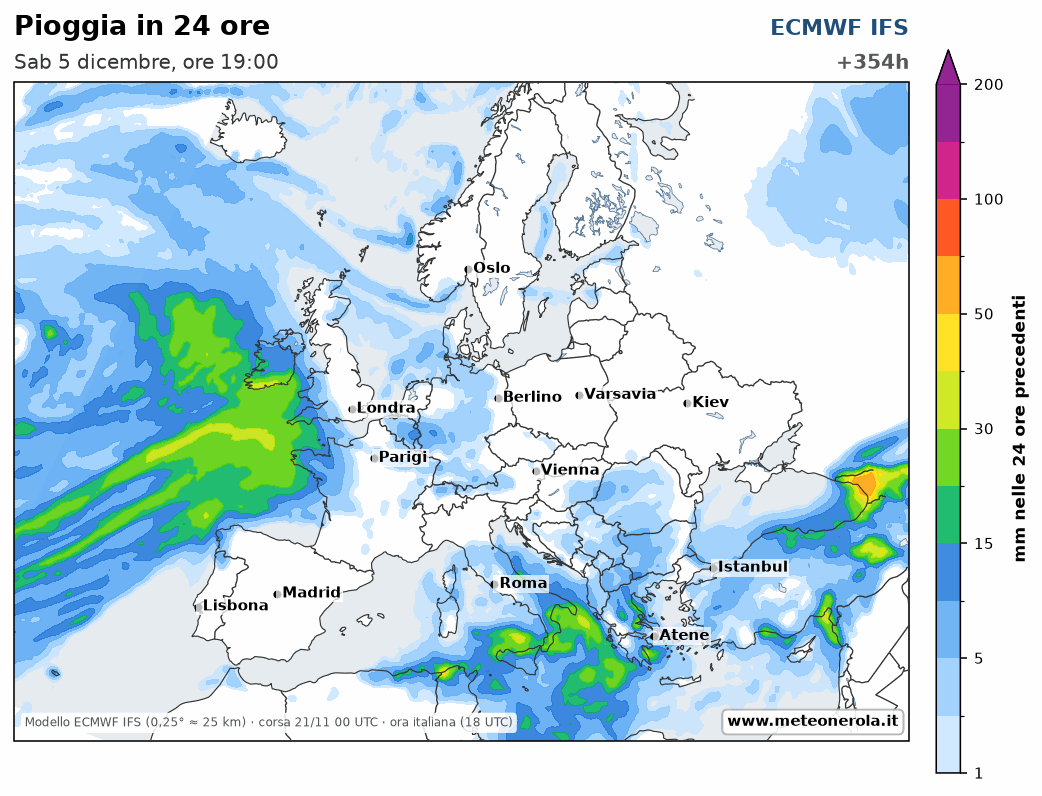 Pioggia in 24 ore
ECMWF IFS
Sab 5 dicembre, ore 19:00
+354h
200
100
50
30
15
5
1
mm nelle 24 ore precedenti
Oslo
Londra
Berlino
Varsavia
Kiev
Parigi
Vienna
Istanbul
Roma
Madrid
Lisbona
Atene
Modello ECMWF IFS (0,25° ≈ 25 km) · corsa 21/11 00 UTC · ora italiana (18 UTC)
www.meteonerola.it